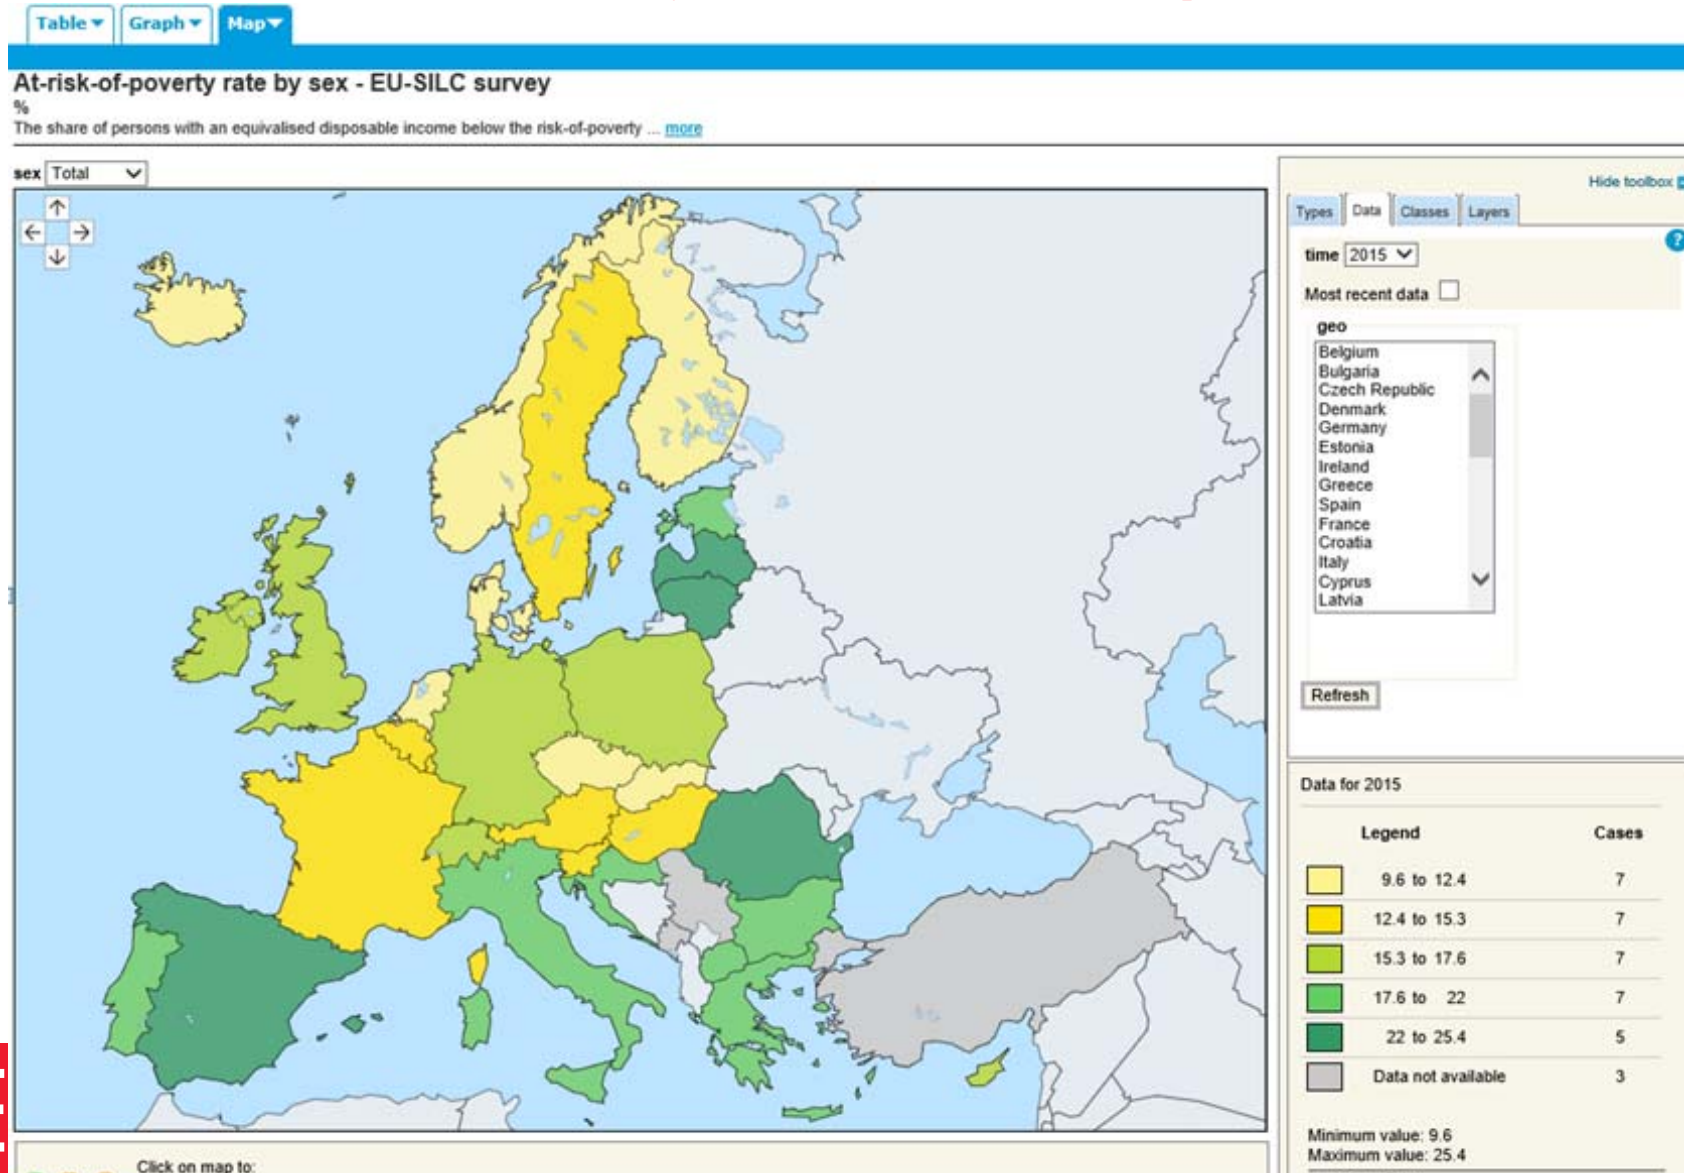 Table Graph Map
At-risk-of-poverty rate by sex - EU-SILC survey
%
The share of persons with an equivalised disposable income below the risk-of-poverty ... more
sex Total
Hide toolbox
Types Data Classes Layers
?
time 2015
Most recent data
geo
Belgium
Bulgaria
Czech Republic
Denmark
Germany
Estonia
Ireland
Greece
Spain
France
Croatia
Italy
Cyprus
Latvia
Refresh
Data for 2015
Legend Cases
9.6 to 12.4 7
12.4 to 15.3 7
15.3 to 17.6 7
17.6 to 22 7
22 to 25.4 5
Data not available 3
Minimum value: 9.6
Maximum value: 25.4
Click on map to: